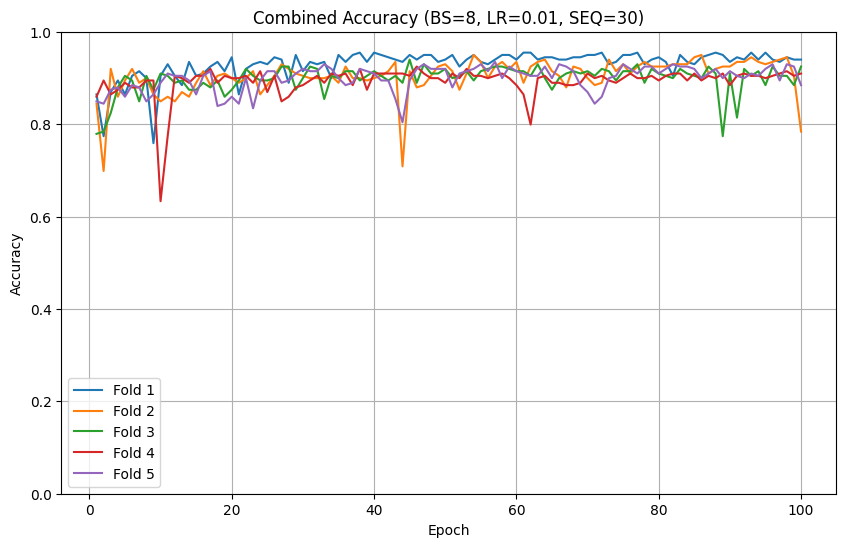 Combined Accuracy (BS=8, LR=0.01, SEQ=30)
1.0
0.8
0.6
0.4
0.2
0.0
Accuracy
Fold 1
Fold 2
Fold 3
Fold 4
Fold 5
0 20 40 60 80 100
Epoch